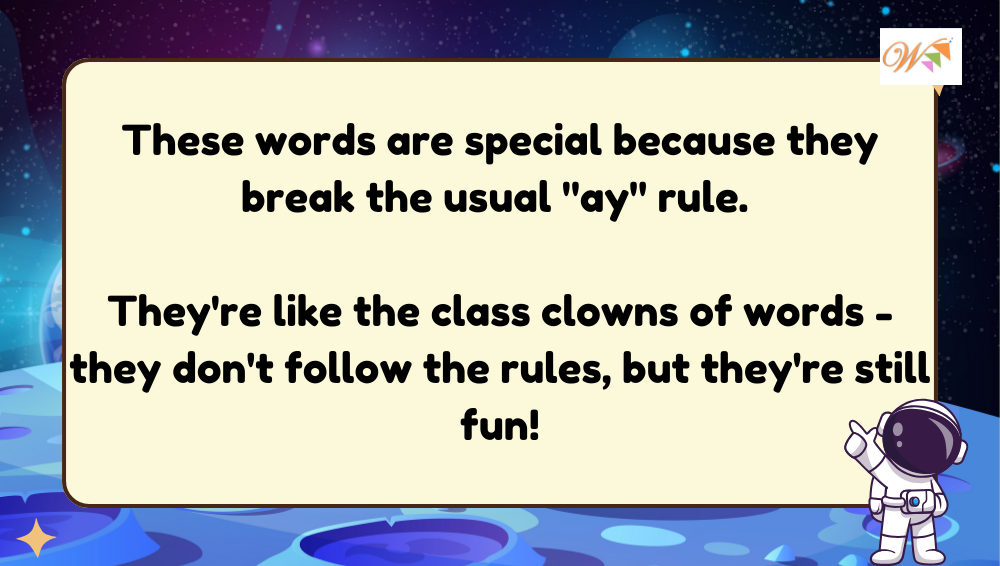 W
These words are special because they
break the usual "ay" rule.
They're like the class clowns of words -
they don't follow the rules, but they're still
fun!